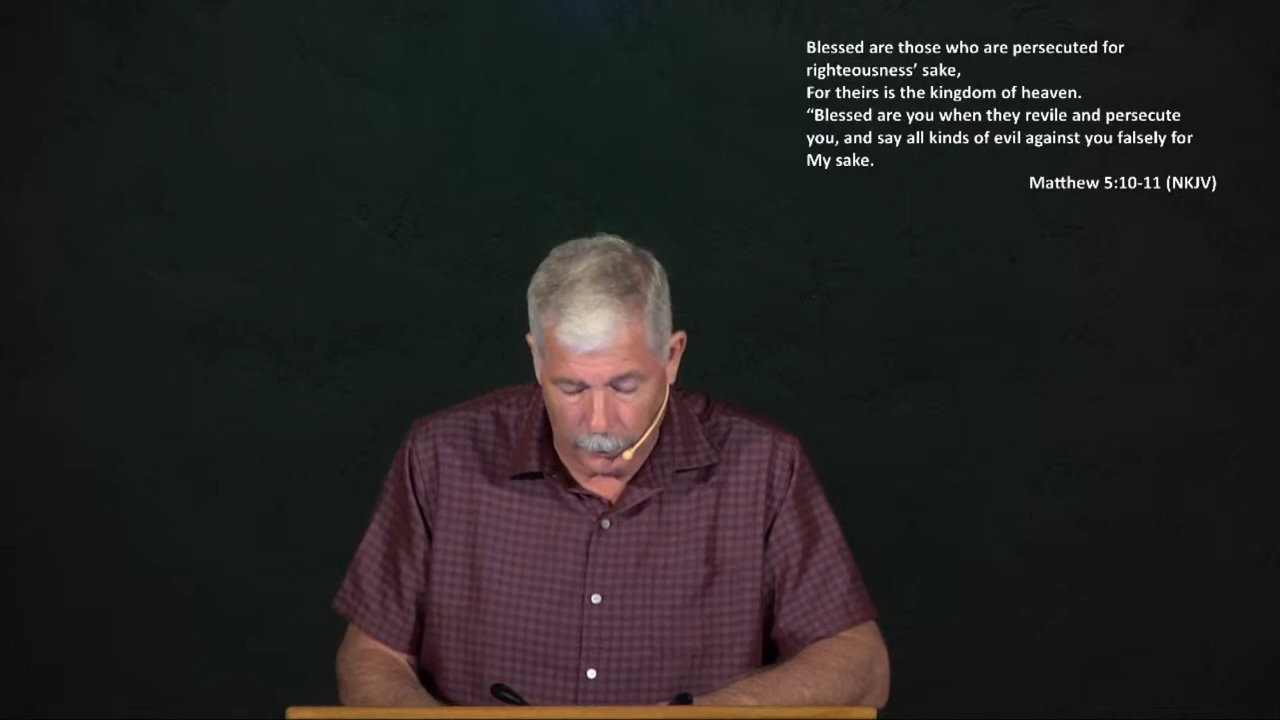 Blessed are those who are persecuted for
righteousness’ sake,
For theirs is the kingdom of heaven.
“Blessed are you when they revile and persecute
you, and say all kinds of evil against you falsely for
My sake.
Matthew 5:10-11 (NKJV)